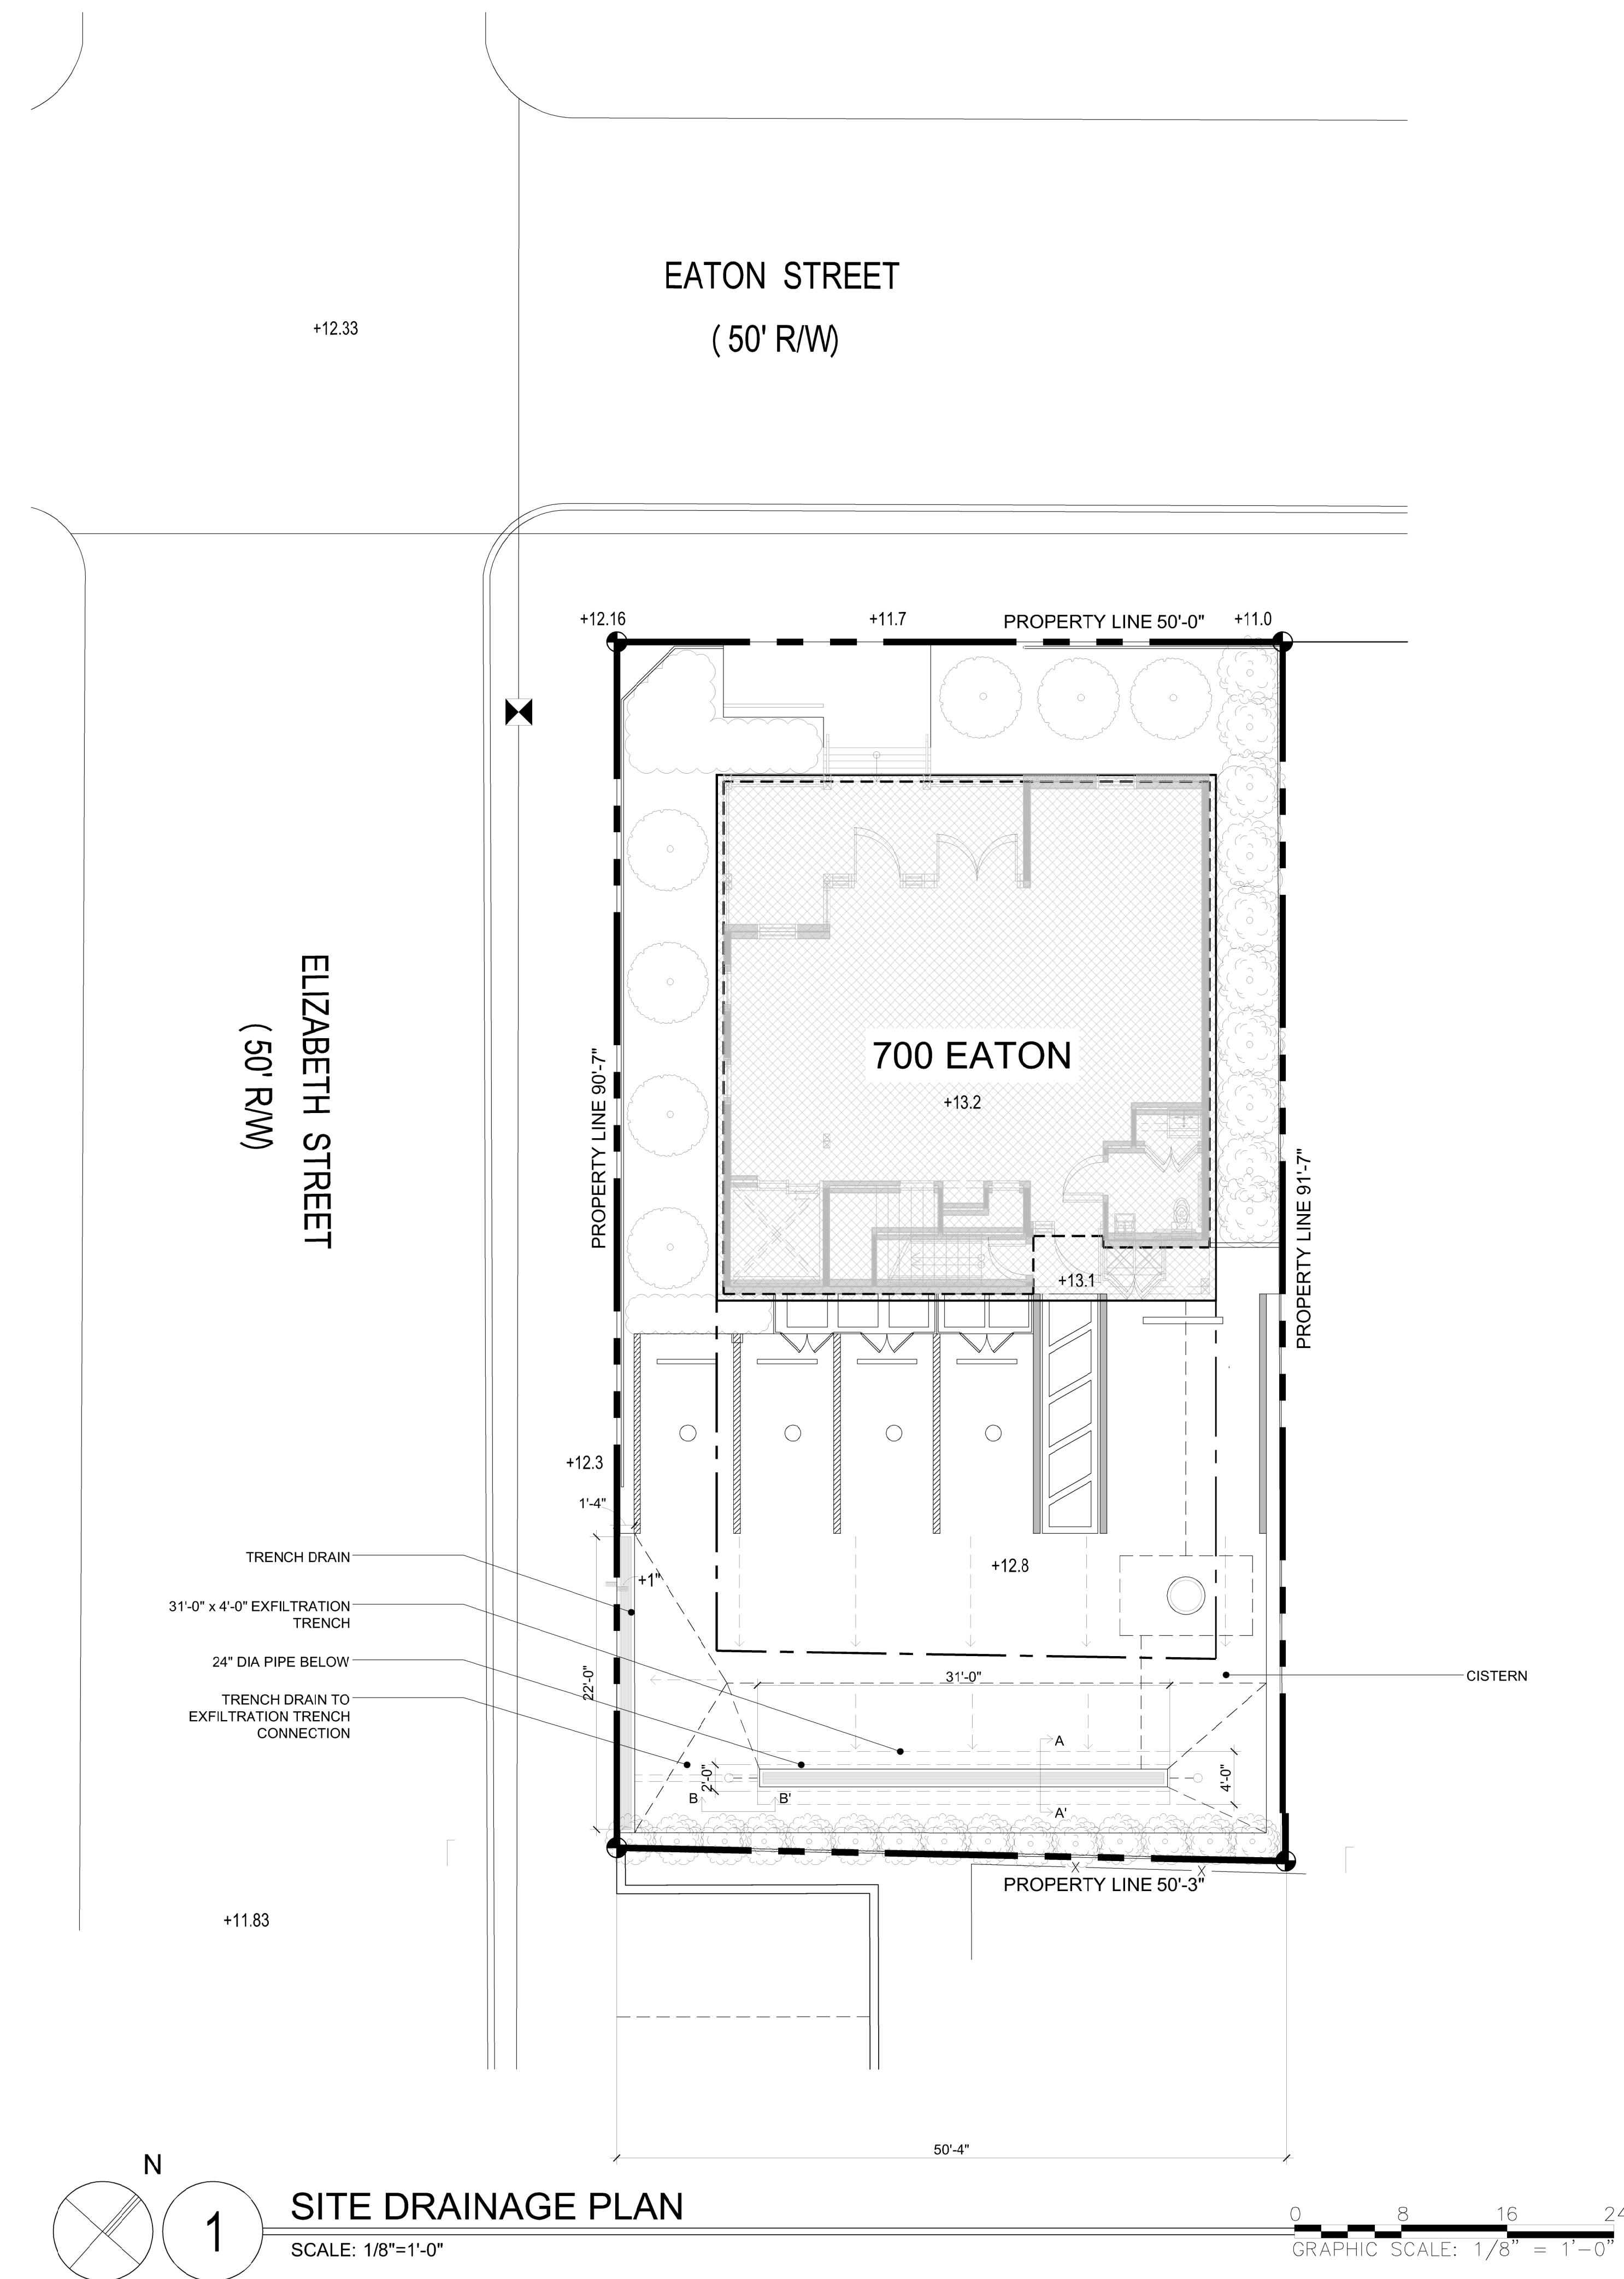 EATON STREET
( 50' R/W)
+12.33
+12.16
+11.7
PROPERTY LINE 50'-0"
+11.0
ELIZABETH STREET
( 50' R/W)
PROPERTY LINE 90'-7"
700 EATON
+13.2
PROPERTY LINE 91'-7"
+13.1
+12.3
1'-4"
TRENCH DRAIN
+1"
+12.8
31'-0" x 4'-0" EXFILTRATION
TRENCH
24" DIA PIPE BELOW
22'-0"
31'-0"
CISTERN
TRENCH DRAIN TO
EXFILTRATION TRENCH
CONNECTION
A
2'-0"
4'-0"
B
B'
A'
X
X
PROPERTY LINE 50'-3"
+11.83
50'-4"
N
1
SITE DRAINAGE PLAN
SCALE: 1/8"=1'-0"
0 8 16 24
GRAPHIC SCALE: 1/8" = 1'-0"